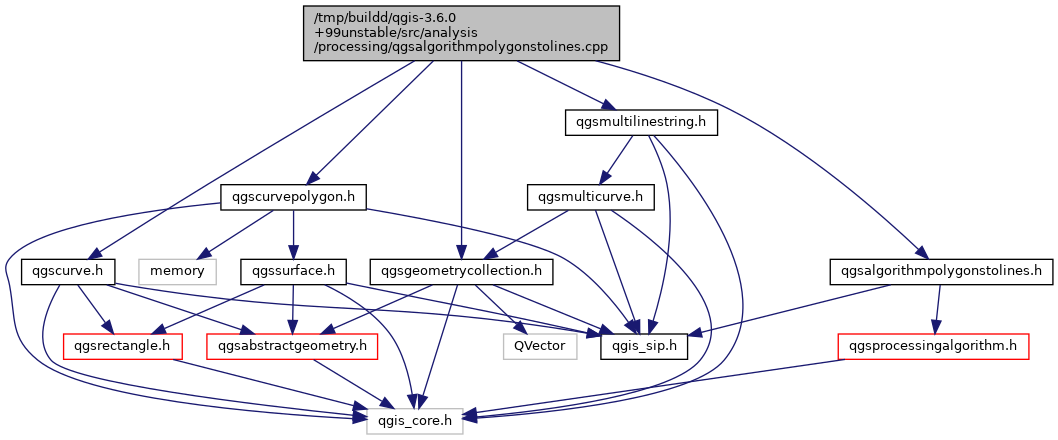 /tmp/buildd/qgis-3.6.0
+99unstable/src/analysis
/processing/qgsalgorithmpolygonstolines.cpp
qgsmultilinestring.h
qgscurvepolygon.h
qgsmulticurve.h
qgscurve.h
memory
qgssurface.h
qgsgeometrycollection.h
qgsalgorithmpolygonstolines.h
qgsrectangle.h
qgsabstractgeometry.h
QVector
qgis_sip.h
qgsprocessingalgorithm.h
qgis_core.h